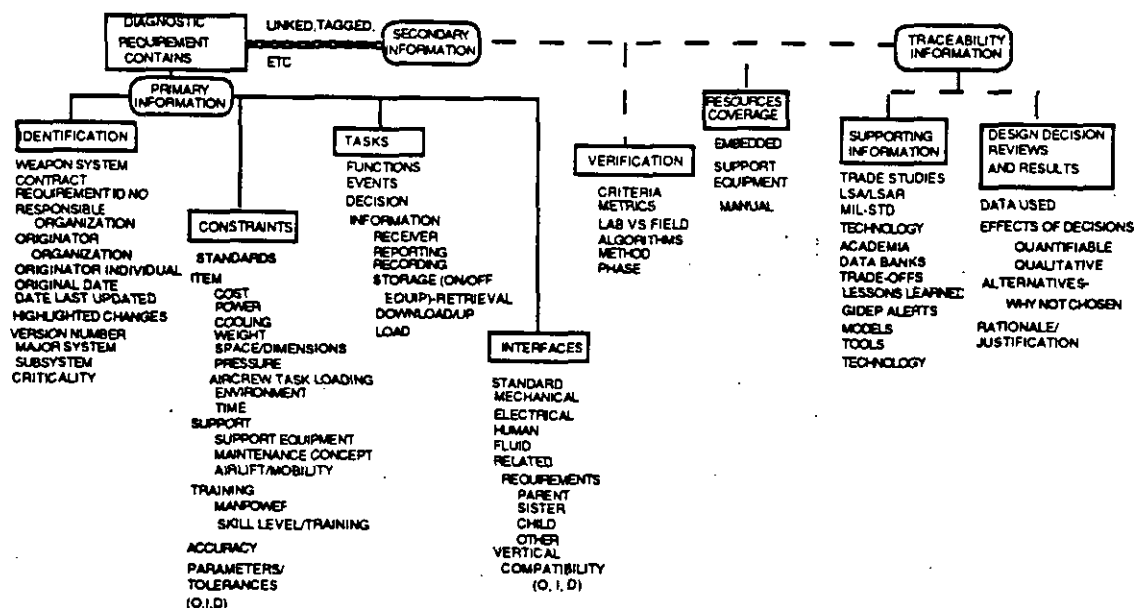 DIAGNOSTIC
REQUIREMENT
CONTAINS
LINKED, TAGGED,
ETC
SECONDARY
INFORMATION
TRACEABILITY
INFORMATION
PRIMARY
INFORMATION
IDENTIFICATION
WEAPON SYSTEM
CONTRACT
REQUIREMENT ID NO
RESPONSIBLE
ORGANIZATION
ORIGINATOR
ORGANIZATION
ORIGINATOR INDIVIDUAL
ORIGINAL DATE
DATE LAST UPDATED
HIGHLIGHTED CHANGES
VERSION NUMBER
MAJOR SYSTEM
SUBSYSTEM
CRITICALITY
CONSTRAINTS
STANDARDS
ITEM
COST
POWER
COOLING
WEIGHT
SPACE/DIMENSIONS
PRESSURE
AIRCREW TASK LOADING
ENVIRONMENT
TIME
SUPPORT
SUPPORT EQUIPMENT
MAINTENANCE CONCEPT
AIRLIFT/MOBILITY
TRAINING
MANPOWER
SKILL LEVEL/TRAINING
ACCURACY
PARAMETERS/
TOLERANCES
(O,I,D)
TASKS
FUNCTIONS
EVENTS
DECISION
INFORMATION
RECEIVER
REPORTING
RECORDING
STORAGE (ON/OFF
EQUIP)-RETRIEVAL
DOWNLOAD/UP
LOAD
INTERFACES
STANDARD
MECHANICAL
ELECTRICAL
HUMAN
FLUID
RELATED
REQUIREMENTS
PARENT
SISTER
CHILD
OTHER
VERTICAL
COMPATIBILITY
(O, I, D)
VERIFICATION
CRITERIA
METRICS
LAB VS FIELD
ALGORITHMS
METHOD
PHASE
RESOURCES
COVERAGE
EMBEDDED
SUPPORT
EQUIPMENT
MANUAL
SUPPORTING
INFORMATION
TRADE STUDIES
LSA/LSAR
MIL-STD
TECHNOLOGY
ACADEMIA
DATA BANKS
TRADE-OFFS
LESSONS LEARNED
GIDEP ALERTS
MODELS
TOOLS
TECHNOLOGY
DESIGN DECISION
REVIEWS
AND RESULTS
DATA USED
EFFECTS OF DECISIONS
QUANTIFIABLE
QUALITATIVE
ALTERNATIVES-
WHY NOT CHOSEN
RATIONALE/
JUSTIFICATION